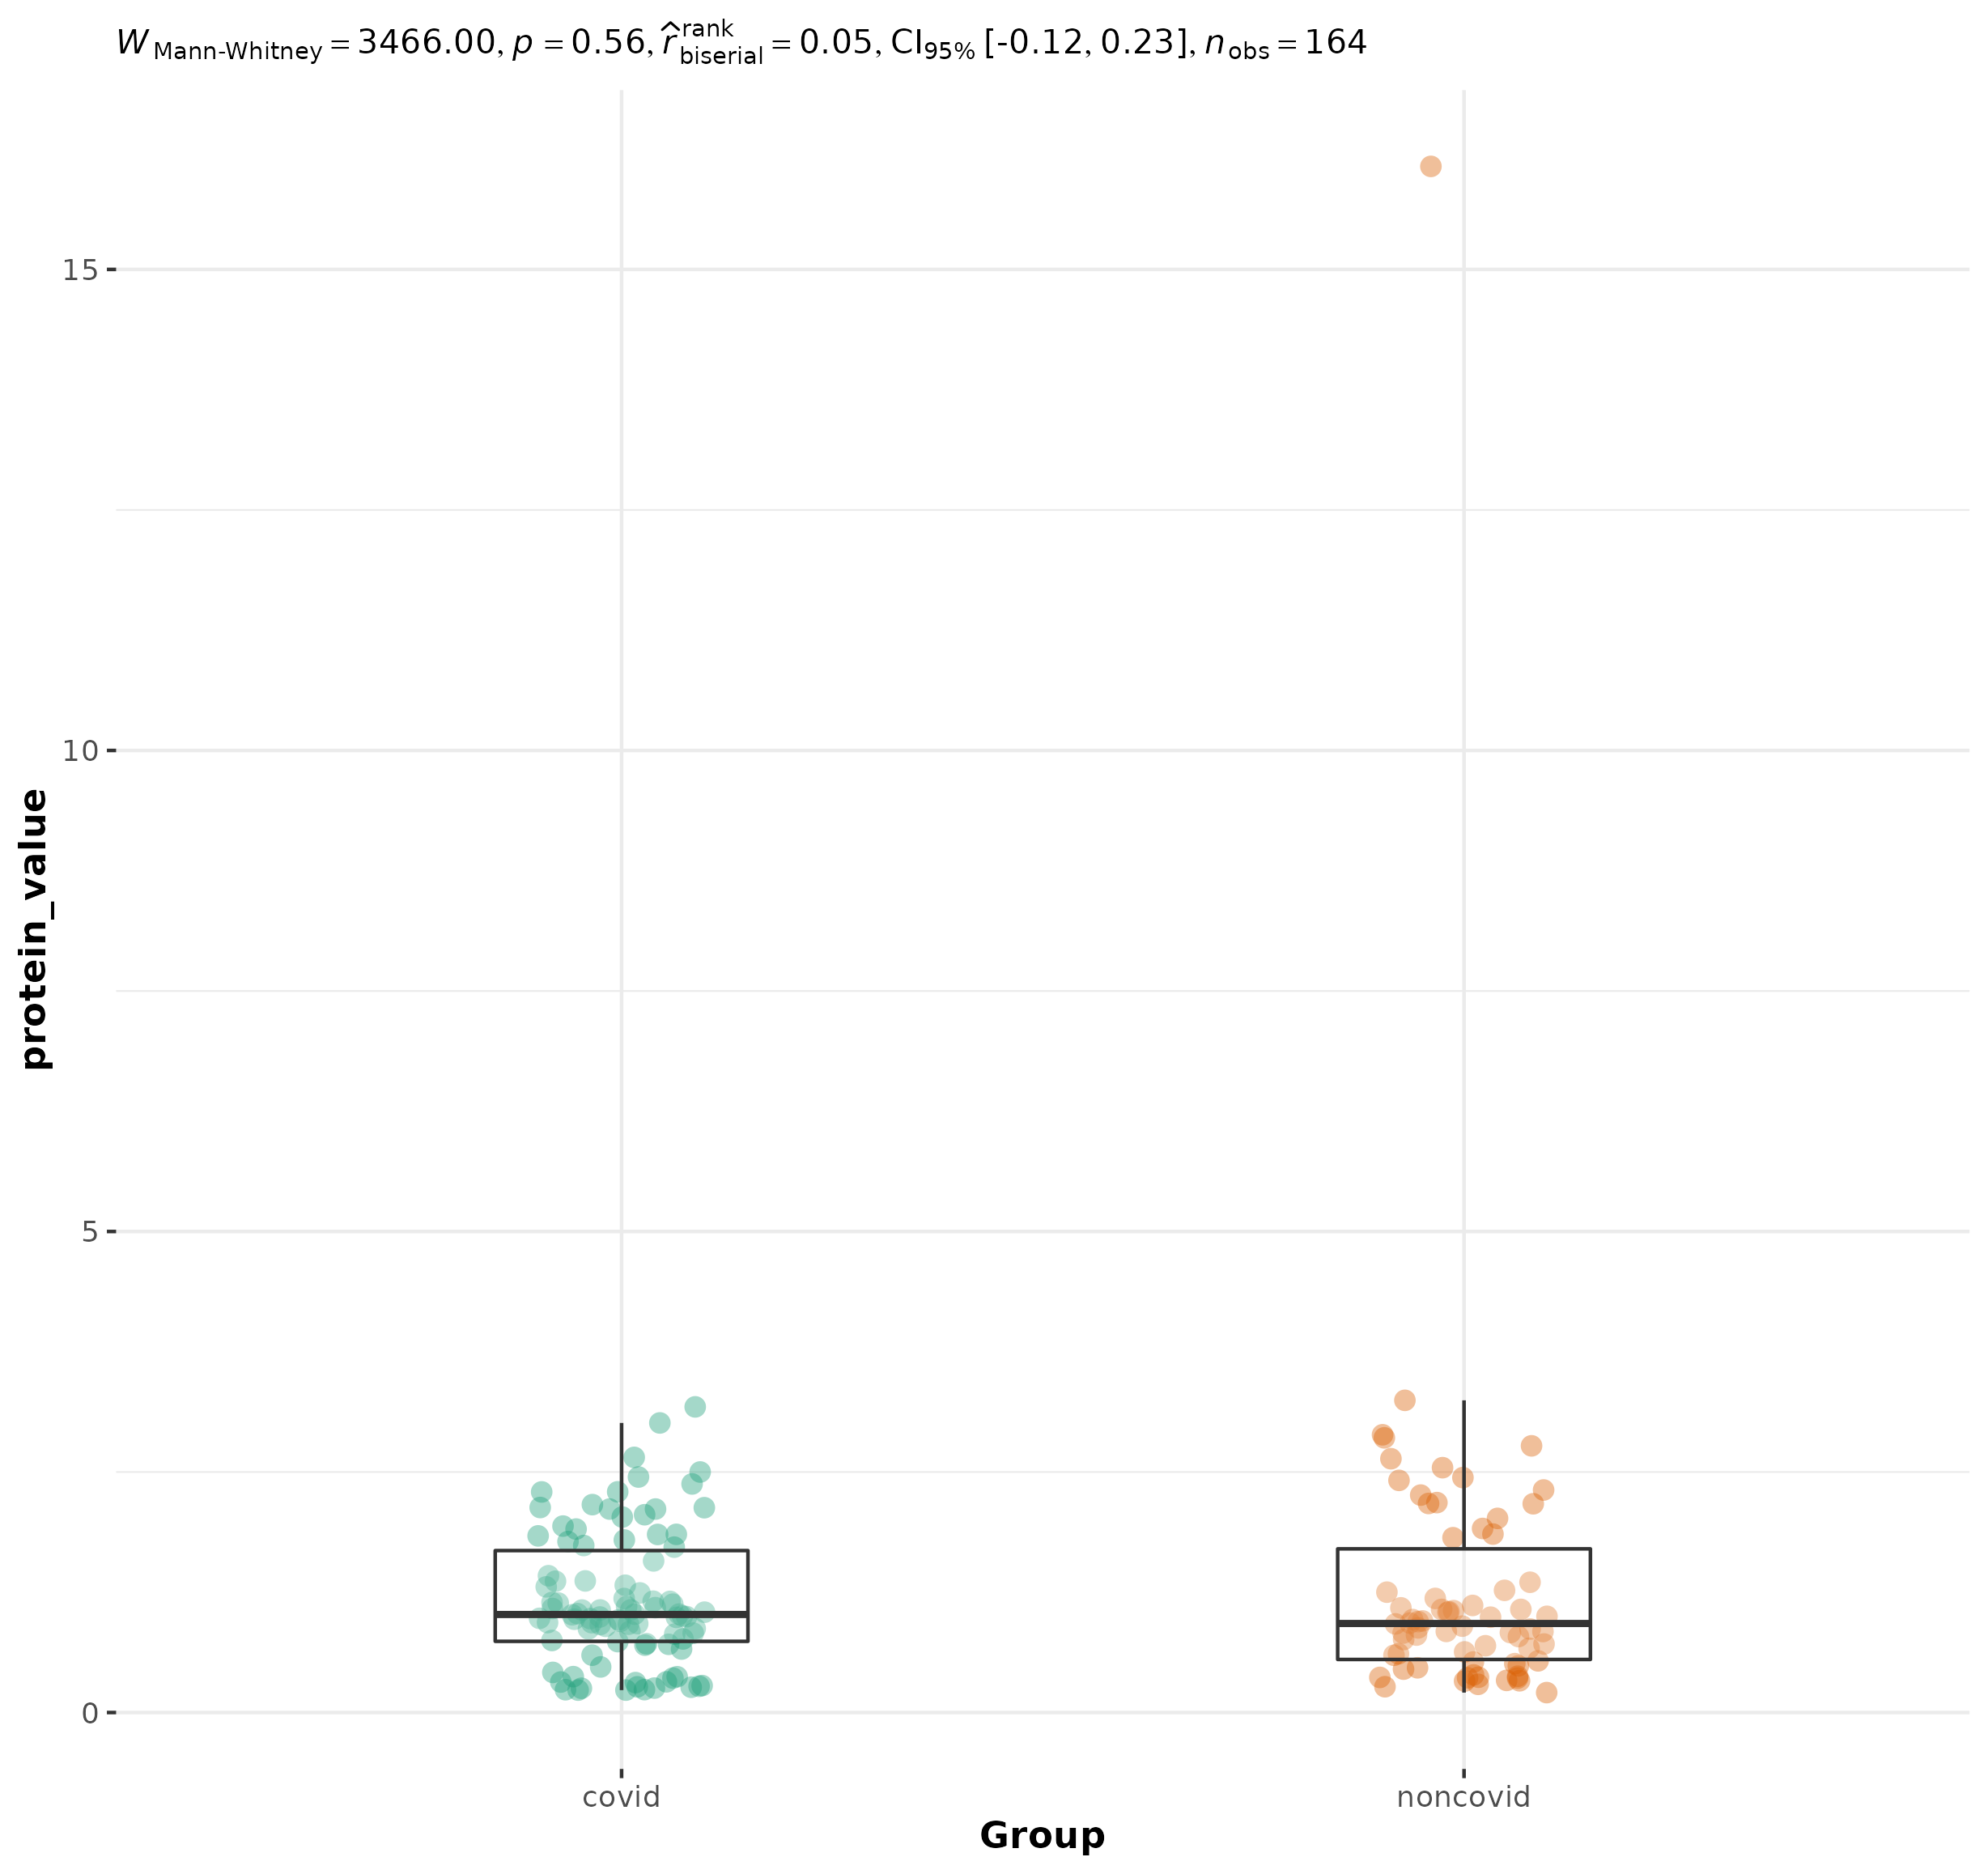 W Mann-Whitney = 3466.00, p = 0.56, r̂ rank biserial = 0.05, CI95% [-0.12, 0.23], nobs = 164
15
10
5
0
protein_value
covid
noncovid
Group